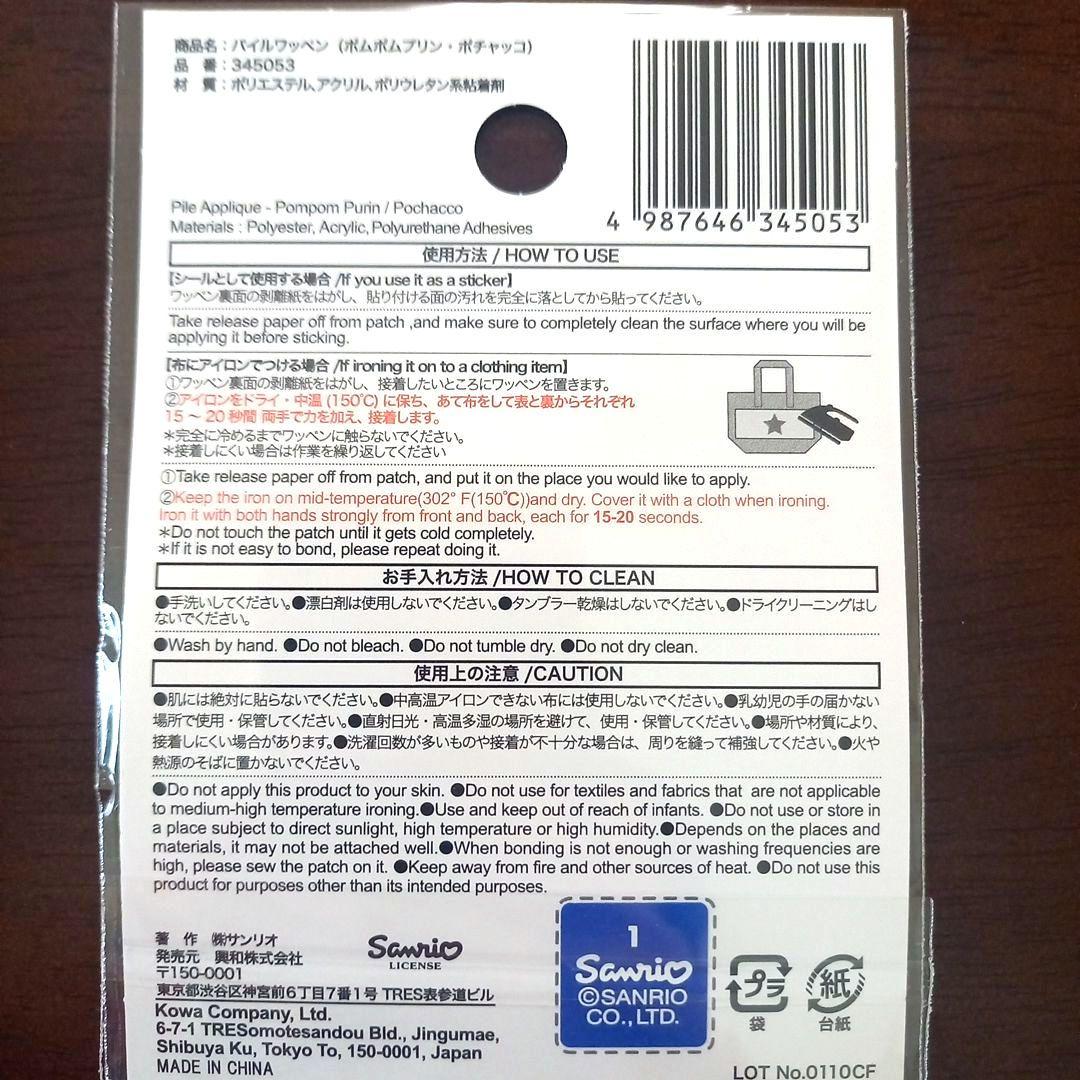 商品名：パイルワッペン（ポムポムプリン・ポチャッコ）
品　番：345053
材　質：ポリエステル、アクリル、ポリウレタン系粘着剤
Pile Applique - Pompom Purin / Pochacco
Materials : Polyester, Acrylic, Polyurethane Adhesives
4 987646 345053
使用方法 / HOW TO USE
【シールとして使用する場合 /If you use it as a sticker】
ワッペン裏面の剥離紙をはがし、貼り付ける面の汚れを完全に落としてから貼ってください。
Take release paper off from patch ,and make sure to completely clean the surface where you will be
applying it before sticking.
【布にアイロンでつける場合 /If ironing it on to a clothing item】
①ワッペン裏面の剥離紙をはがし、接着したいところにワッペンを置きます。
②アイロンをドライ・中温（150℃）に保ち、あて布をして表と裏からそれぞれ
15 ～ 20 秒間 両手で力を加え、接着します。
＊完全に冷めるまでワッペンに触らないでください。
＊接着しにくい場合は作業を繰り返してください
①Take release paper off from patch, and put it on the place you would like to apply.
②Keep the iron on mid-temperature(302° F(150℃))and dry. Cover it with a cloth when ironing.
Iron it with both hands strongly from front and back, each for 15-20 seconds.
＊Do not touch the patch until it gets cold completely.
＊If it is not easy to bond, please repeat doing it.
お手入れ方法 /HOW TO CLEAN
●手洗いしてください。●漂白剤は使用しないでください。●タンブラー乾燥はしないでください。●ドライクリーニングはし
ないでください。
●Wash by hand. ●Do not bleach. ●Do not tumble dry. ●Do not dry clean.
使用上の注意 /CAUTION
●肌には絶対に貼らないでください。●中高温アイロンできない布には使用しないでください。●乳幼児の手の届かない
場所で使用・保管してください。●直射日光・高温多湿の場所を避けて、使用・保管してください。●場所や材質により、
接着しにくい場合があります。●洗濯回数が多いものや接着が不十分な場合は、周りを縫って補強してください。●火や
熱源のそばに置かないでください。
●Do not apply this product to your skin. ●Do not use for textiles and fabrics that are not applicable
to medium-high temperature ironing.●Use and keep out of reach of infants. ●Do not use or store in
a place subject to direct sunlight, high temperature or high humidity.●Depends on the places and
materials, it may not be attached well.●When bonding is not enough or washing frequencies are
high, please sew the patch on it. ●Keep away from fire and other sources of heat. ●Do not use this
product for purposes other than its intended purposes.
著　作　㈱サンリオ
発売元　興和株式会社
〒150-0001
東京都渋谷区神宮前6丁目7番1号 TRES表参道ビル
Kowa Company, Ltd.
6-7-1 TRESomotesandou Bld., Jingumae,
Shibuya Ku, Tokyo To, 150-0001, Japan
MADE IN CHINA
Sanrio
LICENSE
1
Sanrio
©SANRIO
CO., LTD.
プラ
袋
紙
台紙
LOT No.0110CF